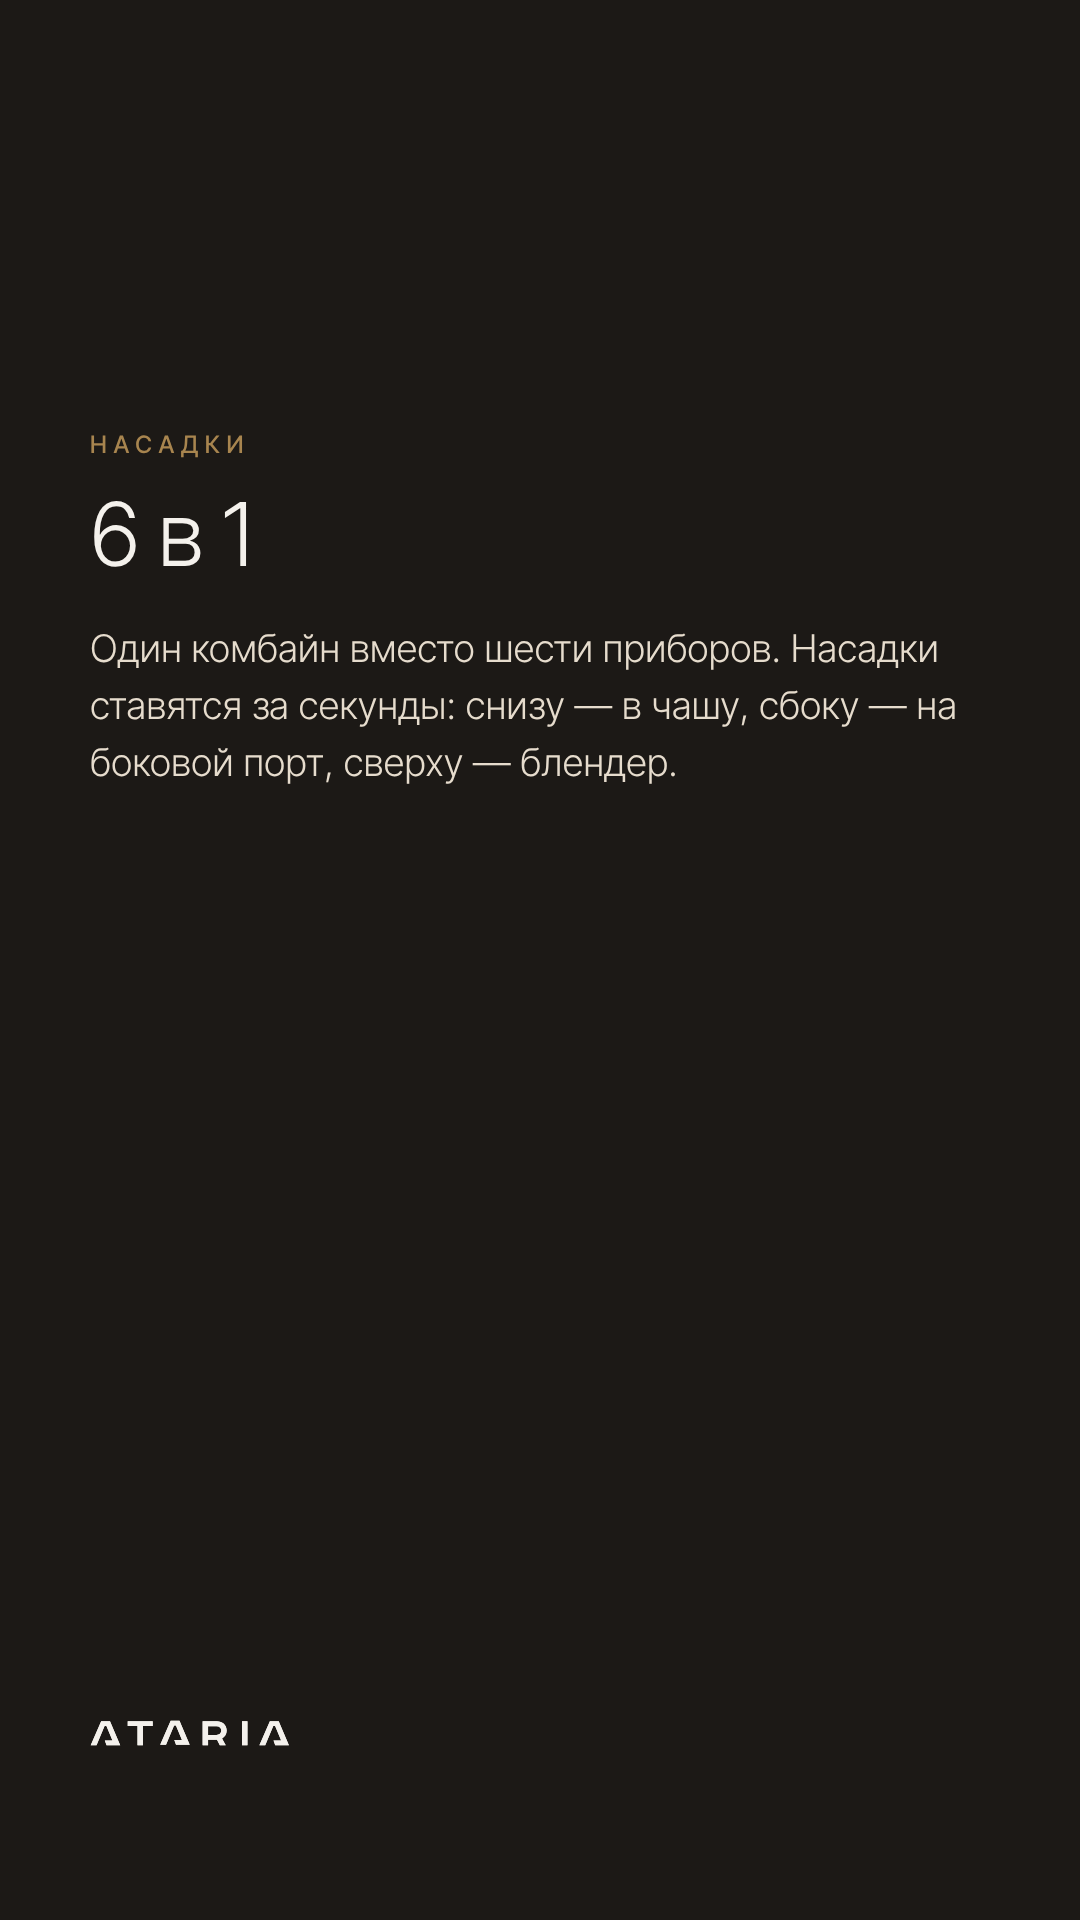 НАСАДКИ
6 в 1
Один комбайн вместо шести приборов. Насадки
ставятся за секунды: снизу — в чашу, сбоку — на
боковой порт, сверху — блендер.
ATARIA